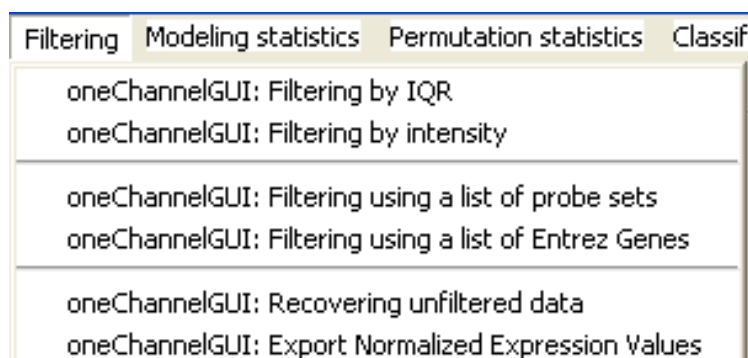 Filtering Modeling statistics Permutation statistics Classif
oneChannelGUI: Filtering by IQR
oneChannelGUI: Filtering by intensity
oneChannelGUI: Filtering using a list of probe sets
oneChannelGUI: Filtering using a list of Entrez Genes
oneChannelGUI: Recovering unfiltered data
oneChannelGUI: Export Normalized Expression Values